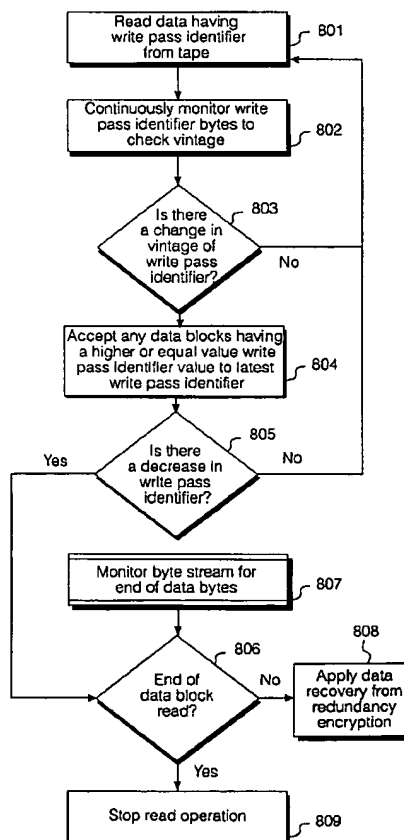 Read data having
write pass identifier
from tape
801
Continuously monitor write
pass identifier bytes to
check vintage
802
803
Is there
a change in
vintage of
write pass
identifier?
No
Accept any data blocks having
a higher or equal value write
pass Identifier value to latest
write pass identifier
804
805
Is there
a decrease in
write pass
identifier?
Yes
No
Monitor byte stream for
end of data bytes
807
806
End of
data block
read?
No
808
Apply data
recovery from
redundancy
encryption
Yes
Stop read operation
809